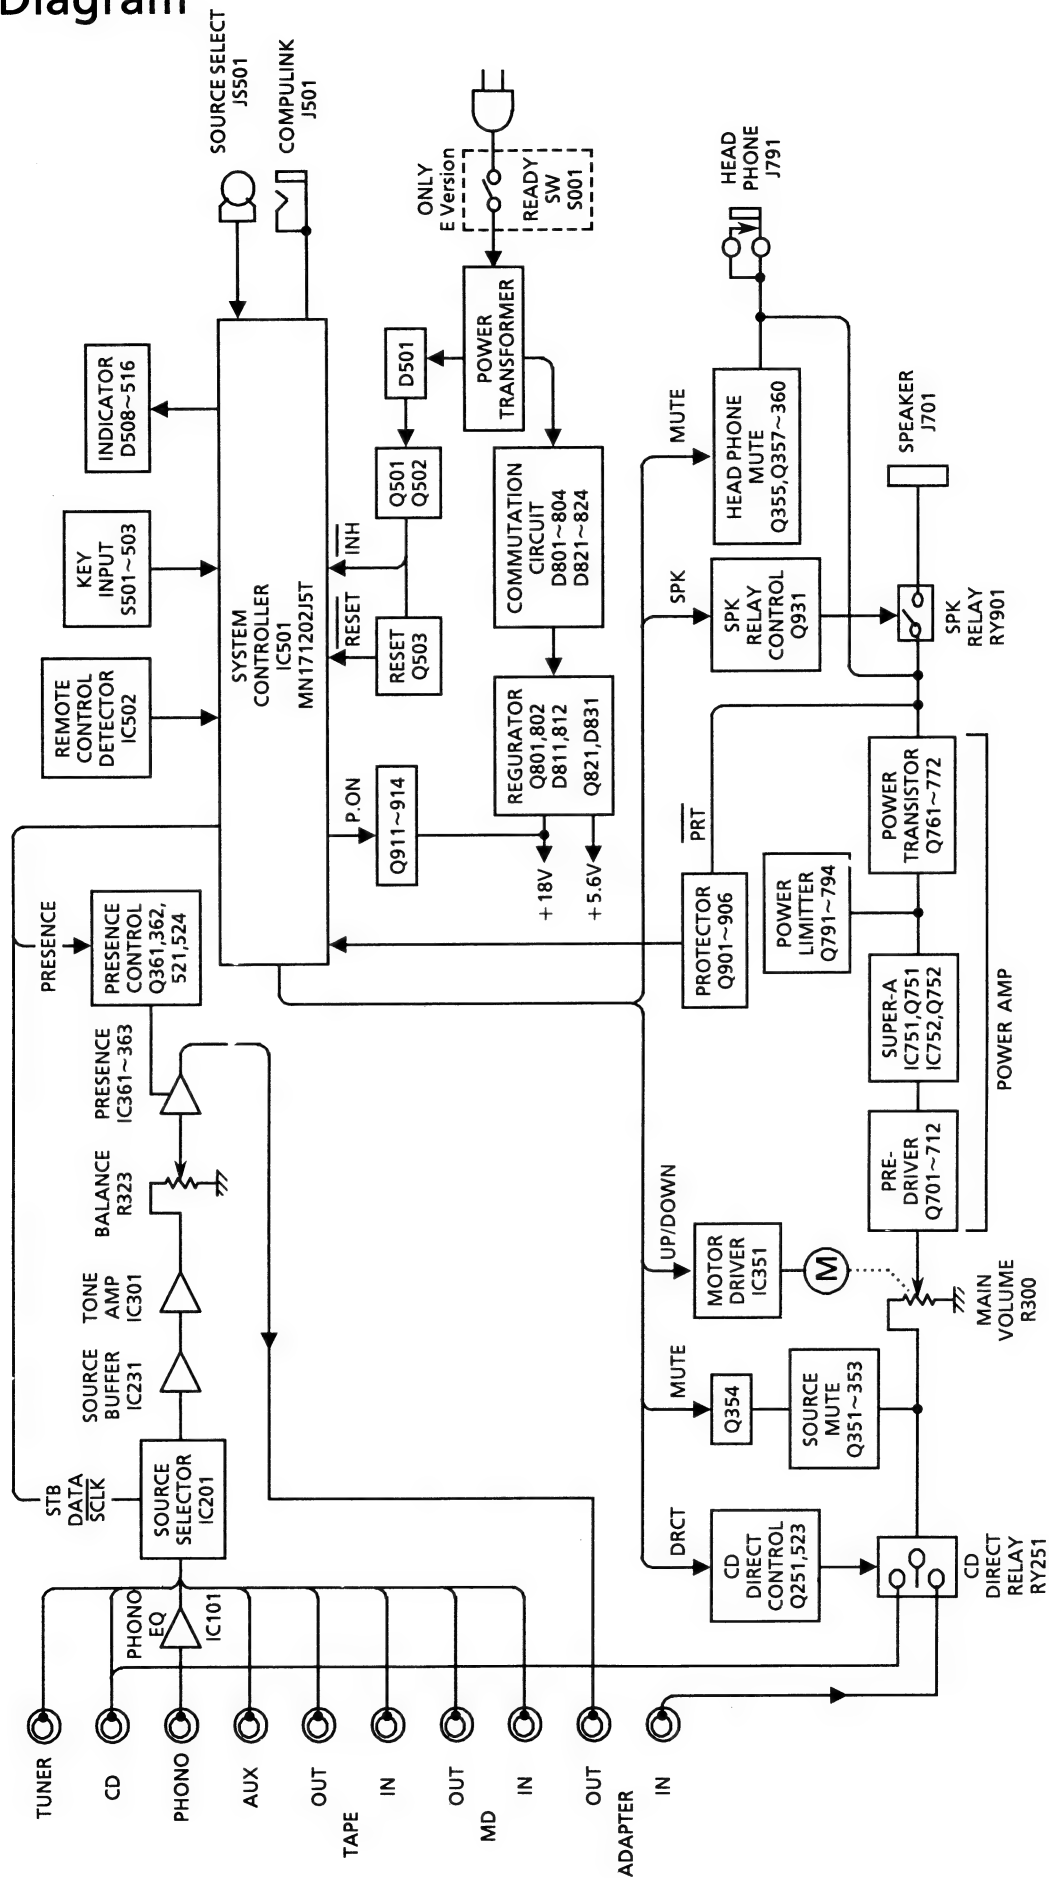 Diagram
SOURCE SELECT
JS501
COMPULINK
J501
ONLY
E Version
READY
SW
S001
HEAD
PHONE
J791
INDICATOR
D508~516
KEY
INPUT
S501~503
REMOTE
CONTROL
DETECTOR
IC502
SYSTEM
CONTROLLER
IC501
MN171202J5T
D501
Q501
Q502
INH
RESET
RESET
Q503
P.ON
Q911~914
POWER
TRANSFORMER
COMMUTATION
CIRCUIT
D801~804
D821~824
REGURATOR
Q801,802
D811,812
Q821,D831
+18V
+5.6V
MUTE
HEAD PHONE
MUTE
Q355,Q357~360
SPEAKER
J701
SPK
SPK
RELAY
CONTROL
Q931
SPK
RELAY
RY901
PRT
PROTECTOR
Q901~906
POWER
LIMITTER
Q791~794
POWER
TRANSISTOR
Q761~772
SUPER-A
IC751,Q751
IC752,Q752
PRE-
DRIVER
Q701~712
POWER AMP
PRESENCE
PRESENCE
CONTROL
Q361,362,
521,524
PRESENCE
IC361~363
BALANCE
R323
TONE
AMP
IC301
SOURCE
BUFFER
IC231
STB
DATA
SCLK
SOURCE
SELECTOR
IC201
PHONO
EQ
IC101
UP/DOWN
MOTOR
DRIVER
IC351
M
MAIN
VOLUME
R300
MUTE
Q354
SOURCE
MUTE
Q351~353
DRCT
CD
DIRECT
CONTROL
Q251,523
CD
DIRECT
RELAY
RY251
TUNER
CD
PHONO
AUX
OUT
TAPE
IN
OUT
MD
IN
OUT
ADAPTER
IN